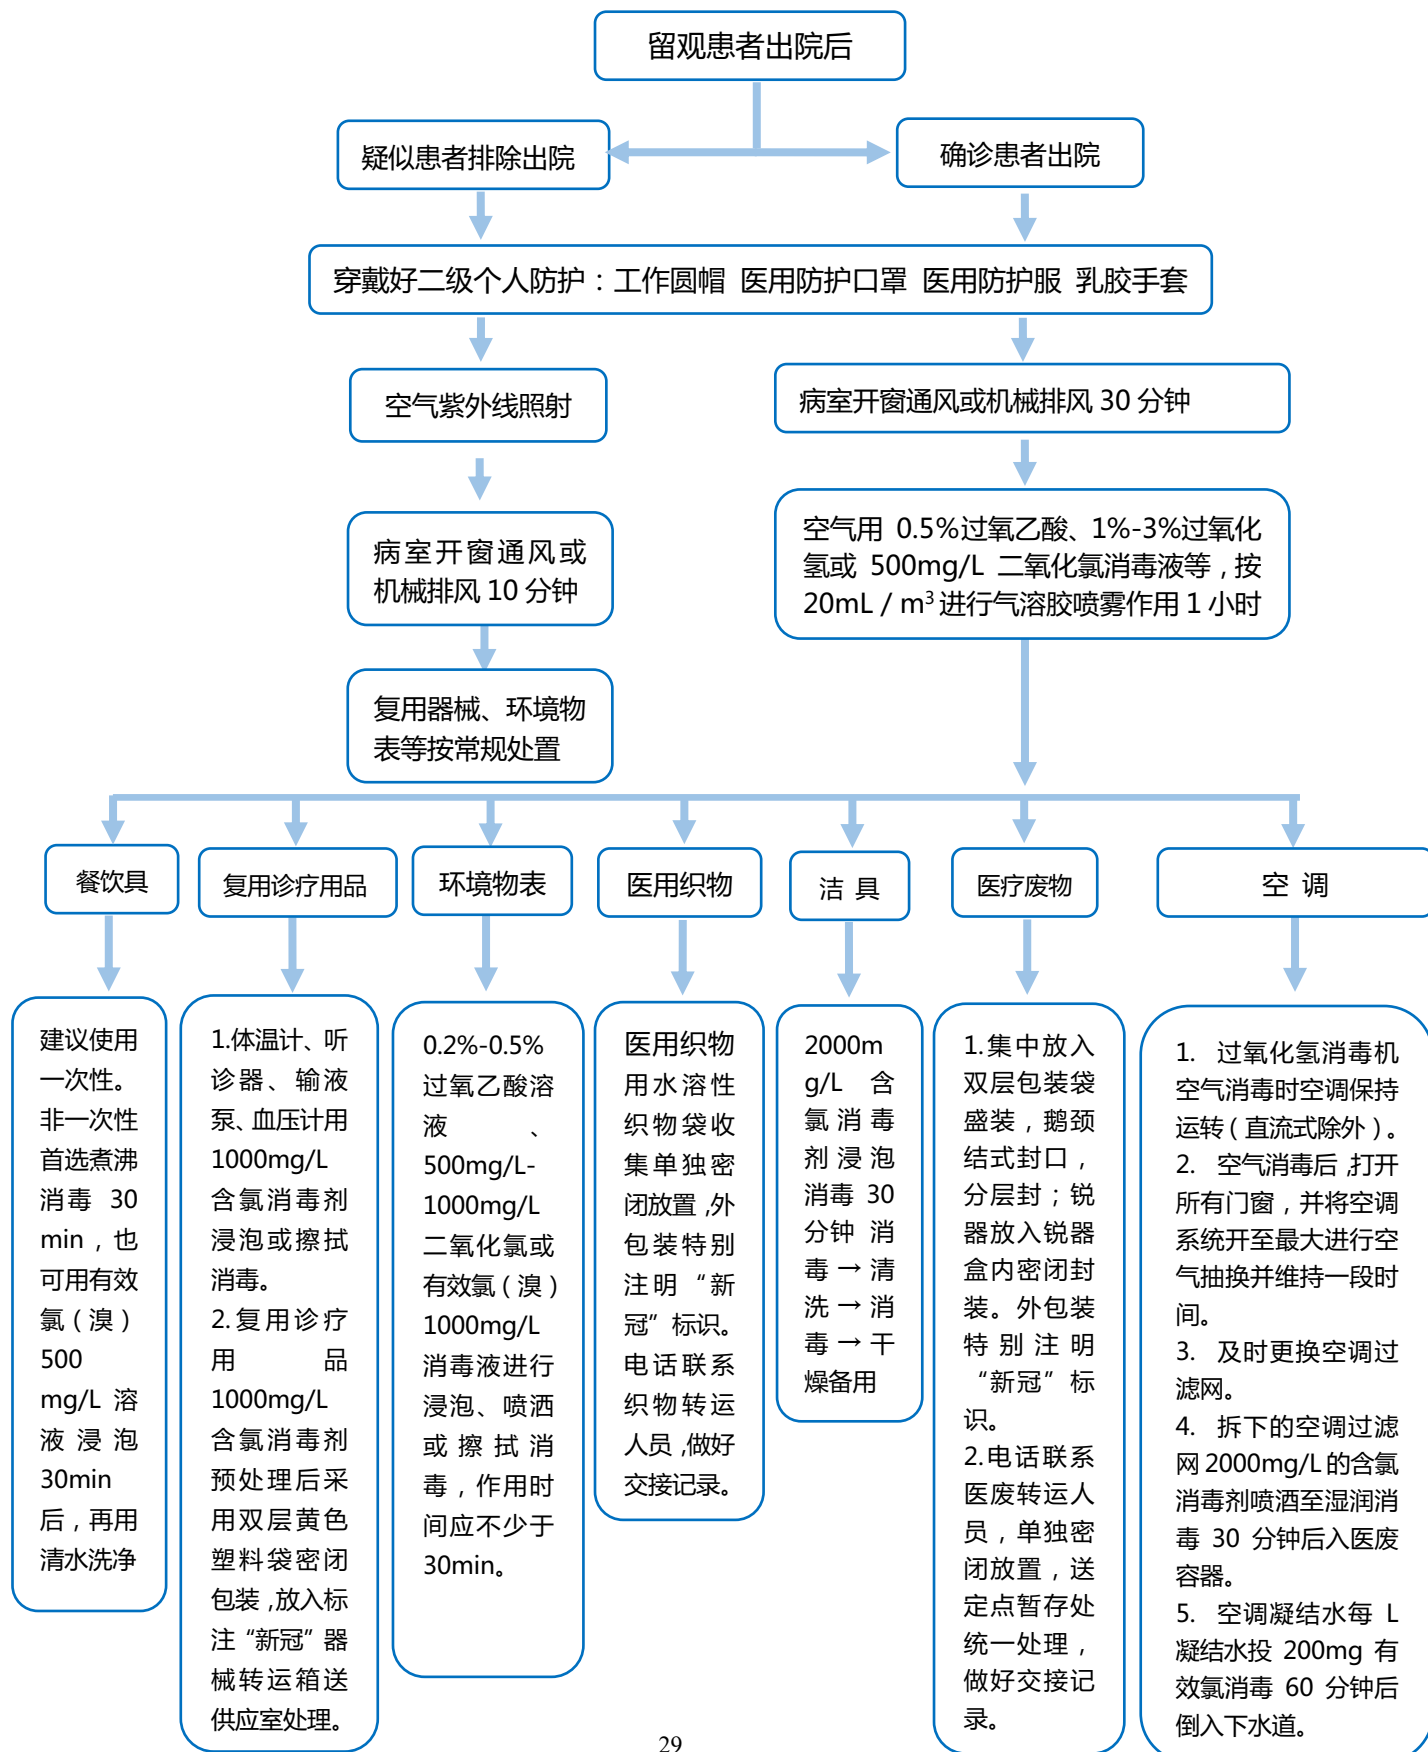 留观患者出院后
疑似患者排除出院
确诊患者出院
穿戴好二级个人防护：工作圆帽 医用防护口罩 医用防护服 乳胶手套
空气紫外线照射
病室开窗通风或机械排风 30 分钟
病室开窗通风或
机械排风 10 分钟
空气用 0.5%过氧乙酸、1%-3%过氧化
氢或 500mg/L 二氧化氯消毒液等，按
20mL / m³ 进行气溶胶喷雾作用 1 小时
复用器械、环境物
表等按常规处置
餐饮具
复用诊疗用品
环境物表
医用织物
洁 具
医疗废物
空 调
建议使用
一次性。
非一次性
首选煮沸
消毒 30
min，也
可用有效
氯（溴）
500
mg/L 溶
液浸泡
30min
后，再用
清水洗净
1.体温计、听
诊器、输液
泵、血压计用
1000mg/L
含氯消毒剂
浸泡或擦拭
消毒。
2.复用诊疗
用品
1000mg/L
含氯消毒剂
预处理后采
用双层黄色
塑料袋密闭
包装,放入标
注“新冠”器
械转运箱送
供应室处理。
0.2%-0.5%
过氧乙酸溶
液、
500mg/L-
1000mg/L
二氧化氯或
有效氯（溴）
1000mg/L
消毒液进行
浸泡、喷洒
或擦拭消
毒，作用时
间应不少于
30min。
医用织物
用水溶性
织物袋收
集单独密
闭放置,外
包装特别
注明“新
冠”标识。
电话联系
织物转运
人员,做好
交接记录。
2000m
g/L 含
氯消毒
剂浸泡
消毒 30
分钟 消
毒→清
洗→消
毒→干
燥备用
1.集中放入
双层包装袋
盛装，鹅颈
结式封口，
分层封；锐
器放入锐器
盒内密闭封
装。外包装
特别注明
“新冠”标
识。
2.电话联系
医废转运人
员，单独密
闭放置，送
定点暂存处
统一处理，
做好交接记
录。
1. 过氧化氢消毒机
空气消毒时空调保持
运转（直流式除外）。
2. 空气消毒后,打开
所有门窗，并将空调
系统开至最大进行空
气抽换并维持一段时
间。
3. 及时更换空调过
滤网。
4. 拆下的空调过滤
网 2000mg/L 的含氯
消毒剂喷洒至湿润消
毒 30 分钟后入医废
容器。
5. 空调凝结水每 L
凝结水投 200mg 有
效氯消毒 60 分钟后
倒入下水道。
29